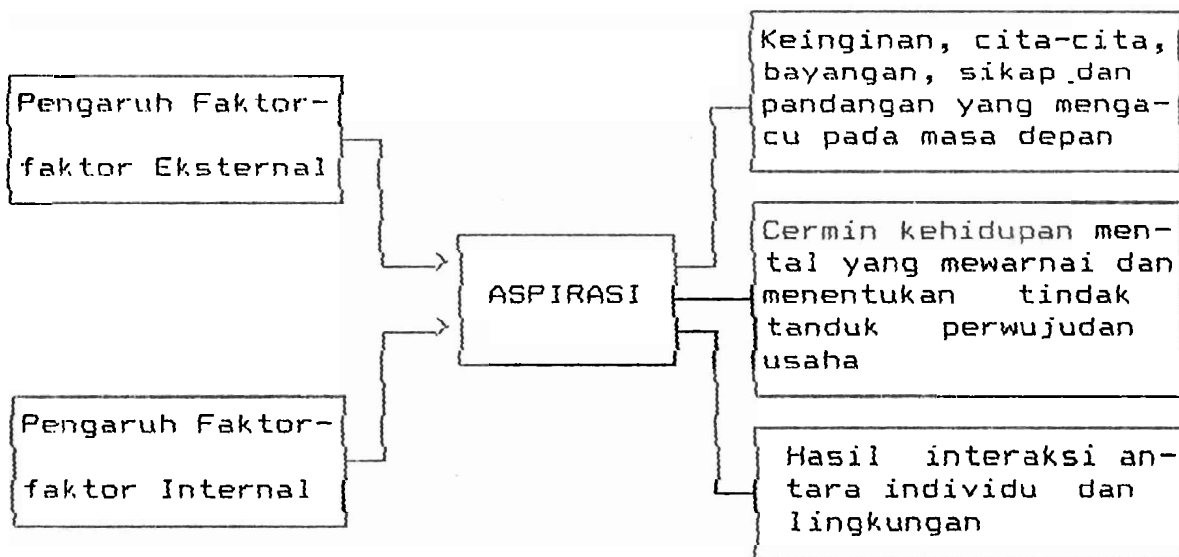 Pengaruh Faktor-
faktor Eksternal
Pengaruh Faktor-
faktor Internal
ASPIRASI
Keinginan, cita-cita,
bayangan, sikap dan
pandangan yang menga-
cu pada masa depan
Cermin kehidupan men-
tal yang mewarnai dan
menentukan tindak
tanduk perwujudan
usaha
Hasil interaksi an-
tara individu dan
lingkungan